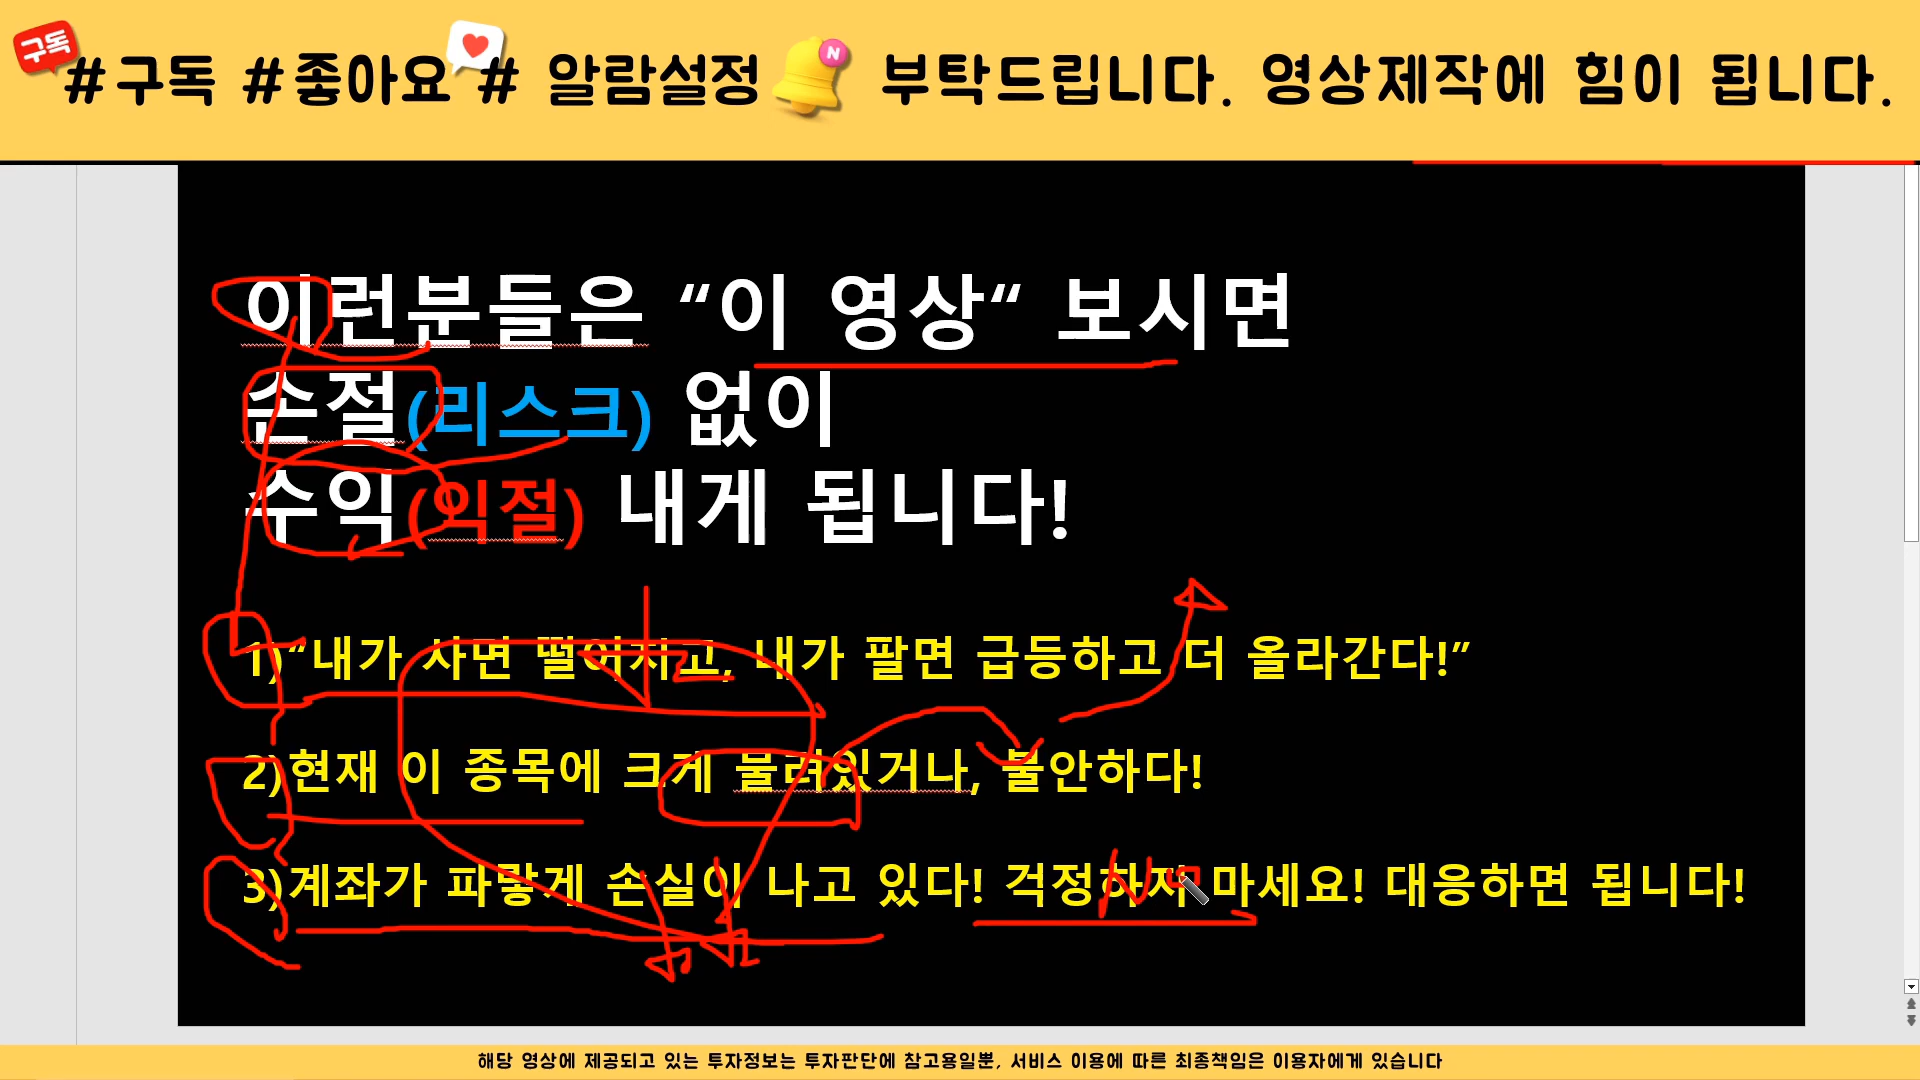 구독 #구독 #좋아요 # 알람설정 N 부탁드립니다. 영상제작에 힘이 됩니다.
이런분들은 “이 영상“ 보시면
손절(리스크) 없이
수익(익절) 내게 됩니다!
1)“내가 사면 떨어지고, 내가 팔면 급등하고 더 올라간다!”
2)현재 이 종목에 크게 물려있거나, 불안하다!
3)계좌가 파랗게 손실이 나고 있다! 걱정하지 마세요! 대응하면 됩니다!
No
해당 영상에 제공되고 있는 투자정보는 투자판단에 참고용일뿐, 서비스 이용에 따른 최종책임은 이용자에게 있습니다